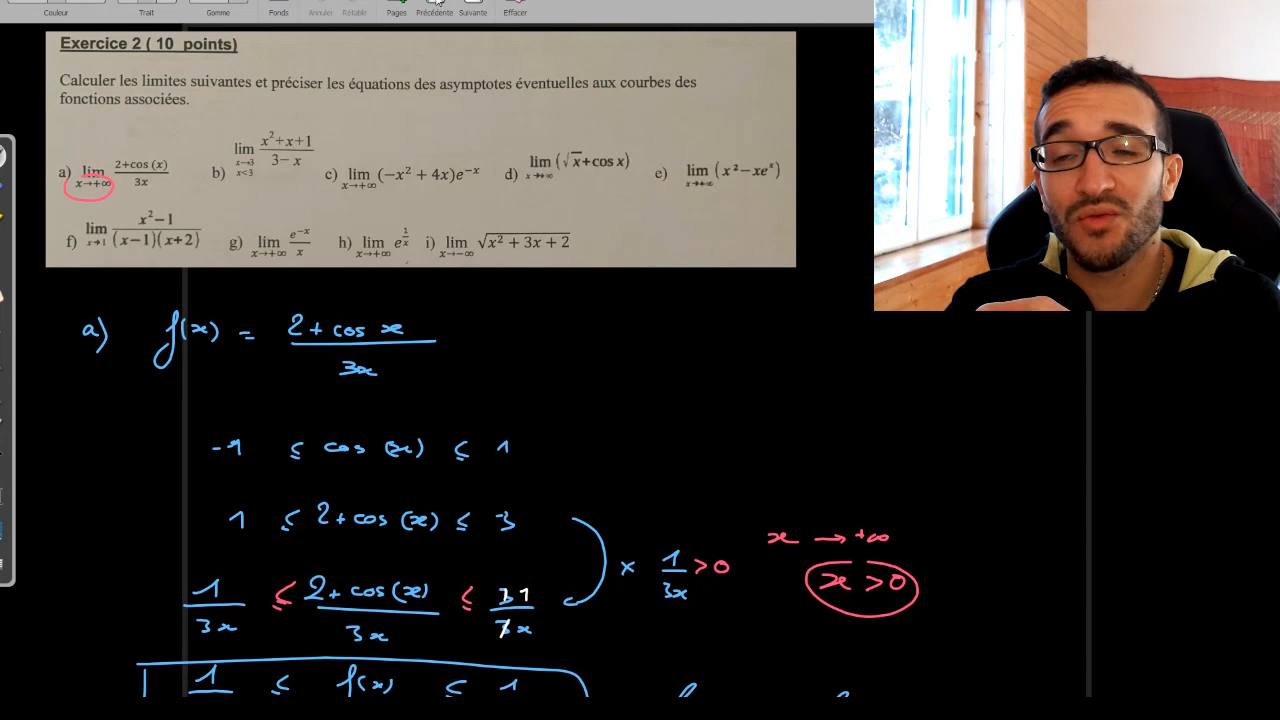 Couleur Trait Gomme Fonds Annuler Rétablir Pages Précédente Suivante Effacer
Exercice 2 ( 10 points)
Calculer les limites suivantes et préciser les équations des asymptotes éventuelles aux courbes des
fonctions associées.
a) lim x→+∞ 2+cos (x) / 3x b) lim x→3 x<3 x²+x+1 / 3−x c) lim x→+∞ (−x² + 4x)e⁻ˣ d) lim x→+∞ (√x+cos x) e) lim x→+∞ (x²−xeˣ)
f) lim x→1 x²−1 / (x−1)(x+2) g) lim x→+∞ e⁻ˣ / x h) lim x→+∞ e^(1/x) i) lim x→−∞ √x² + 3x + 2
a) f(x) = 2 + cos x / 3x
-1 ≤ cos (x) ≤ 1
1 ≤ 2+cos (x) ≤ 3
x → +∞
× 1 / 3x > 0
x > 0
1 / 3x ≤ 2 + cos (x) / 3x ≤ 3 1 / 3x
1 ≤ f(x) ≤ 1